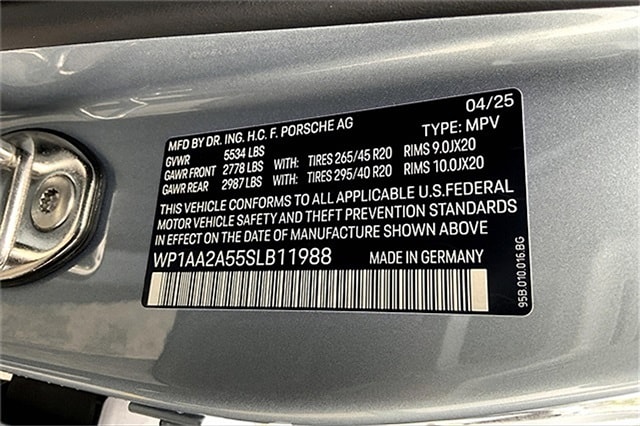 04/25
MFD BY DR. ING. H.C. F. PORSCHE AG TYPE: MPV
GVWR 5534 LBS
GAWR FRONT 2778 LBS WITH: TIRES 265/45 R20 RIMS 9.0JX20
GAWR REAR 2987 LBS WITH: TIRES 295/40 R20 RIMS 10.0JX20
THIS VEHICLE CONFORMS TO ALL APPLICABLE U.S.FEDERAL
MOTOR VEHICLE SAFETY AND THEFT PREVENTION STANDARDS
IN EFFECT ON THE DATE OF MANUFACTURE SHOWN ABOVE
WP1AA2A55SLB11988 MADE IN GERMANY
95B.010.016.BG